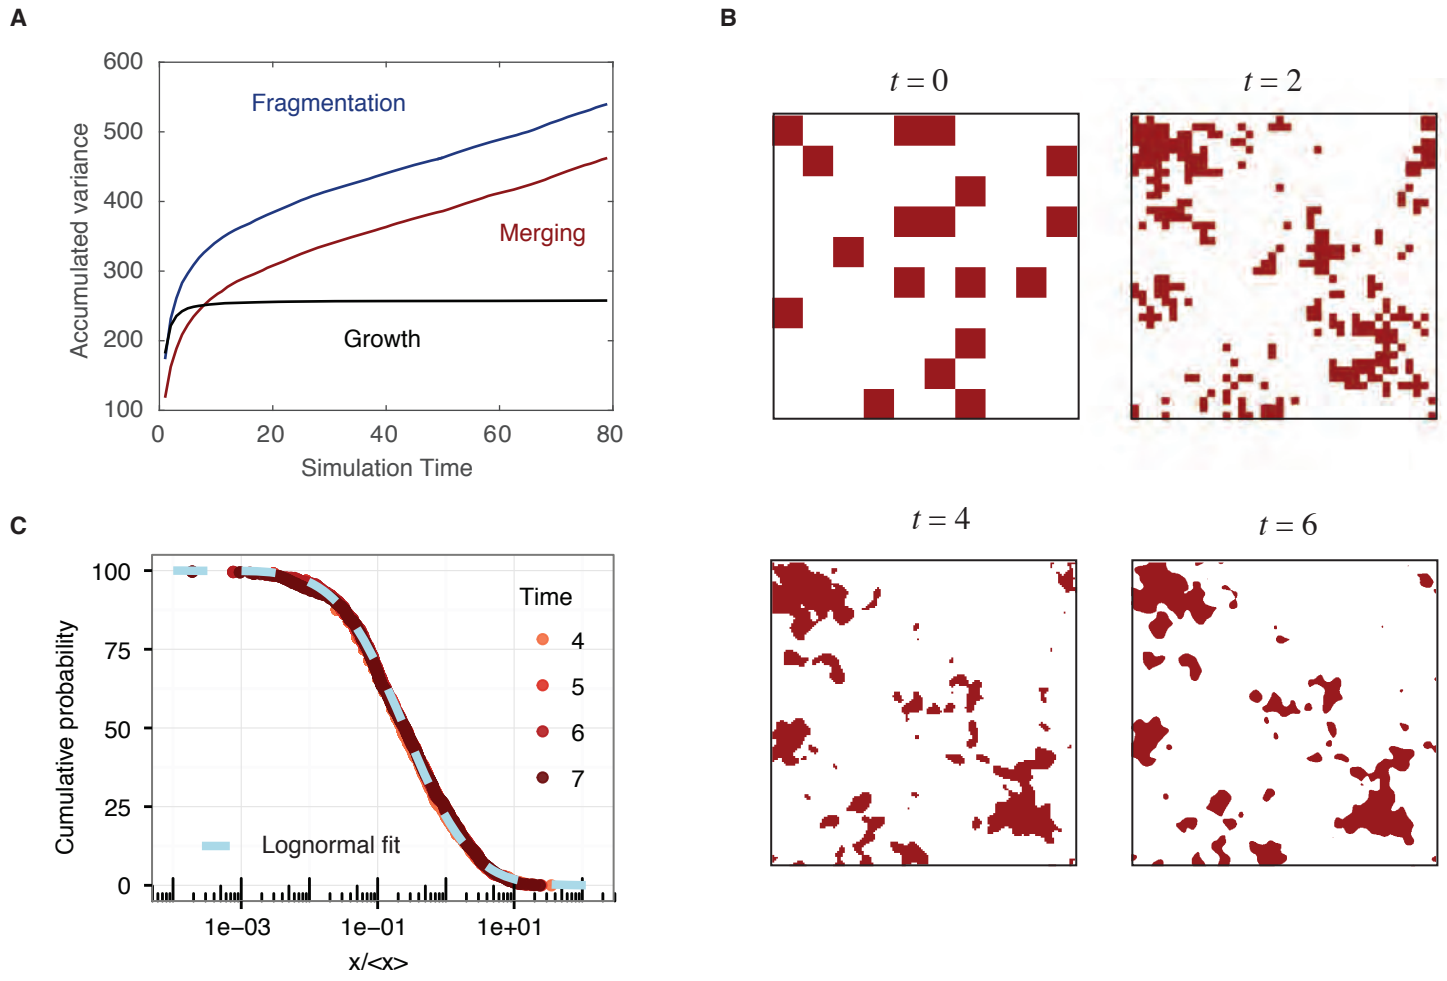 A
600
500
400
300
200
100
Accumulated variance
Fragmentation
Merging
Growth
0
20
40
60
80
Simulation Time
B
t = 0
t = 2
t = 4
t = 6
C
100
75
50
25
0
Cumulative probability
Time
4
5
6
7
Lognormal fit
1e−03
1e−01
1e+01
x/<x>